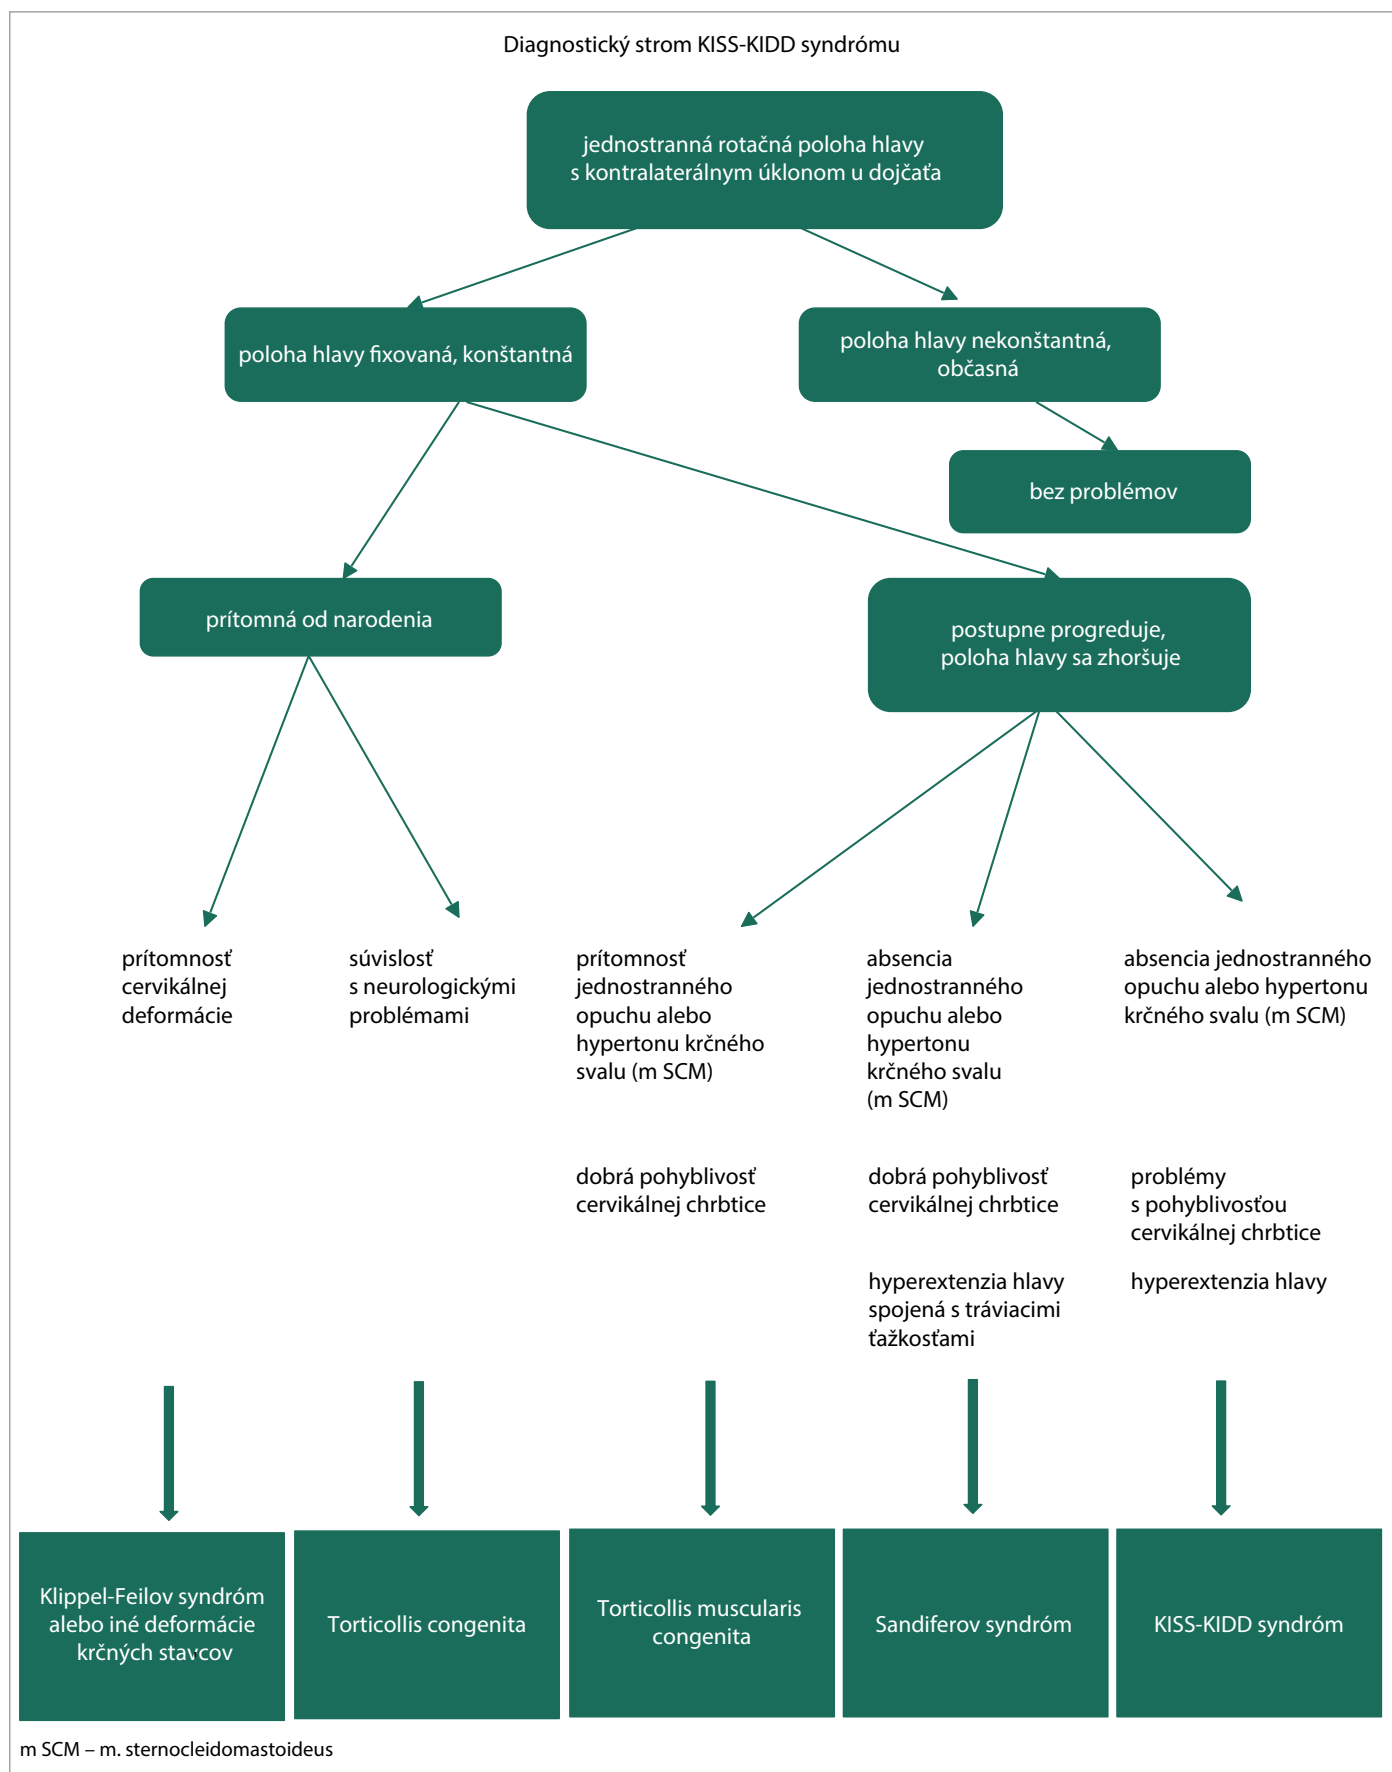 Diagnostický strom KISS-KIDD syndrómu
jednostranná rotačná poloha hlavy
s kontralaterálnym úklonom u dojčaťa
poloha hlavy fixovaná, konštantná
poloha hlavy nekonštantná,
občasná
bez problémov
prítomná od narodenia
postupne progreduje,
poloha hlavy sa zhoršuje
prítomnosť
cervikálnej
deformácie
súvislosť
s neurologickými
problémami
prítomnosť
jednostranného
opuchu alebo
hypertonu krčného
svalu (m SCM)
absencia
jednostranného
opuchu alebo
hypertonu
krčného svalu
(m SCM)
absencia jednostranného
opuchu alebo hypertonu
krčného svalu (m SCM)
dobrá pohyblivosť
cervikálnej chrbtice
dobrá pohyblivosť
cervikálnej chrbtice
problémy
s pohyblivosťou
cervikálnej chrbtice
hyperextenzia hlavy
spojená s tráviacimi
ťažkosťami
hyperextenzia hlavy
Klippel-Feilov syndróm
alebo iné deformácie
krčných stavcov
Torticollis congenita
Torticollis muscularis
congenita
Sandiferov syndróm
KISS-KIDD syndróm
m SCM – m. sternocleidomastoideus